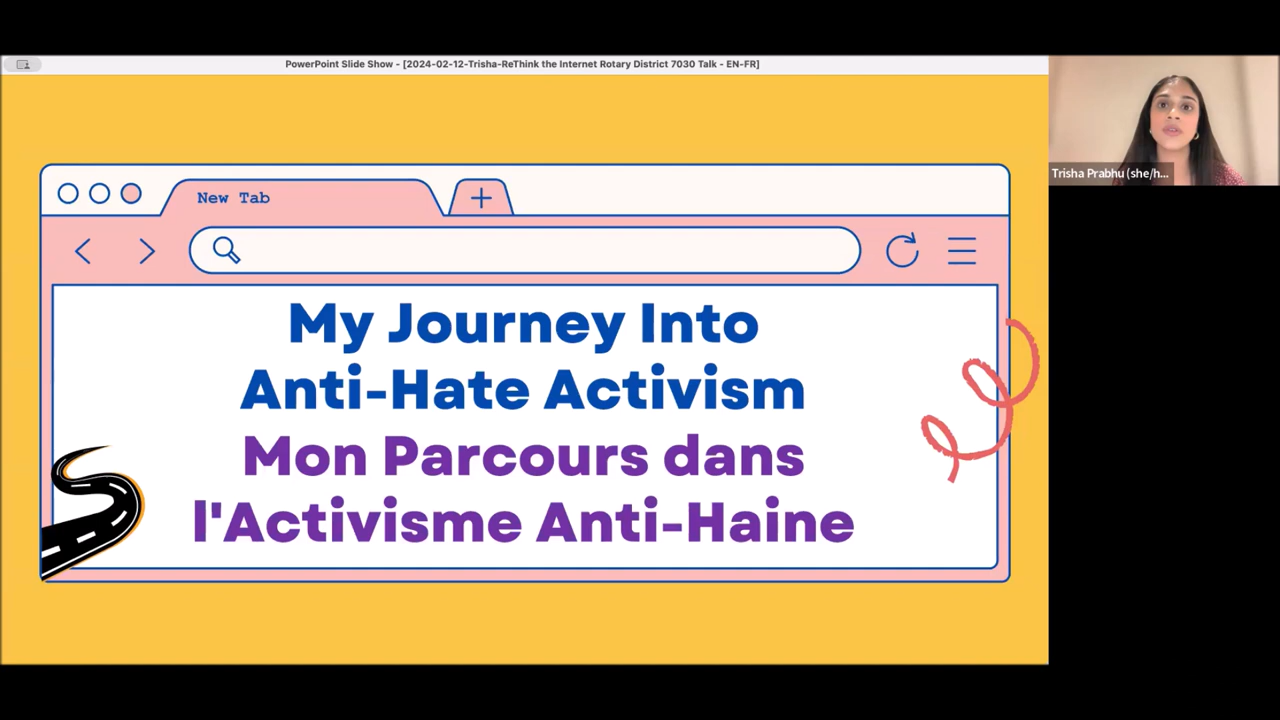 PowerPoint Slide Show - [2024-02-12-Trisha-ReThink the Internet Rotary District 7030 Talk - EN-FR]
Trisha Prabhu (she/h...
New Tab
My Journey Into
Anti-Hate Activism
Mon Parcours dans
l'Activisme Anti-Haine